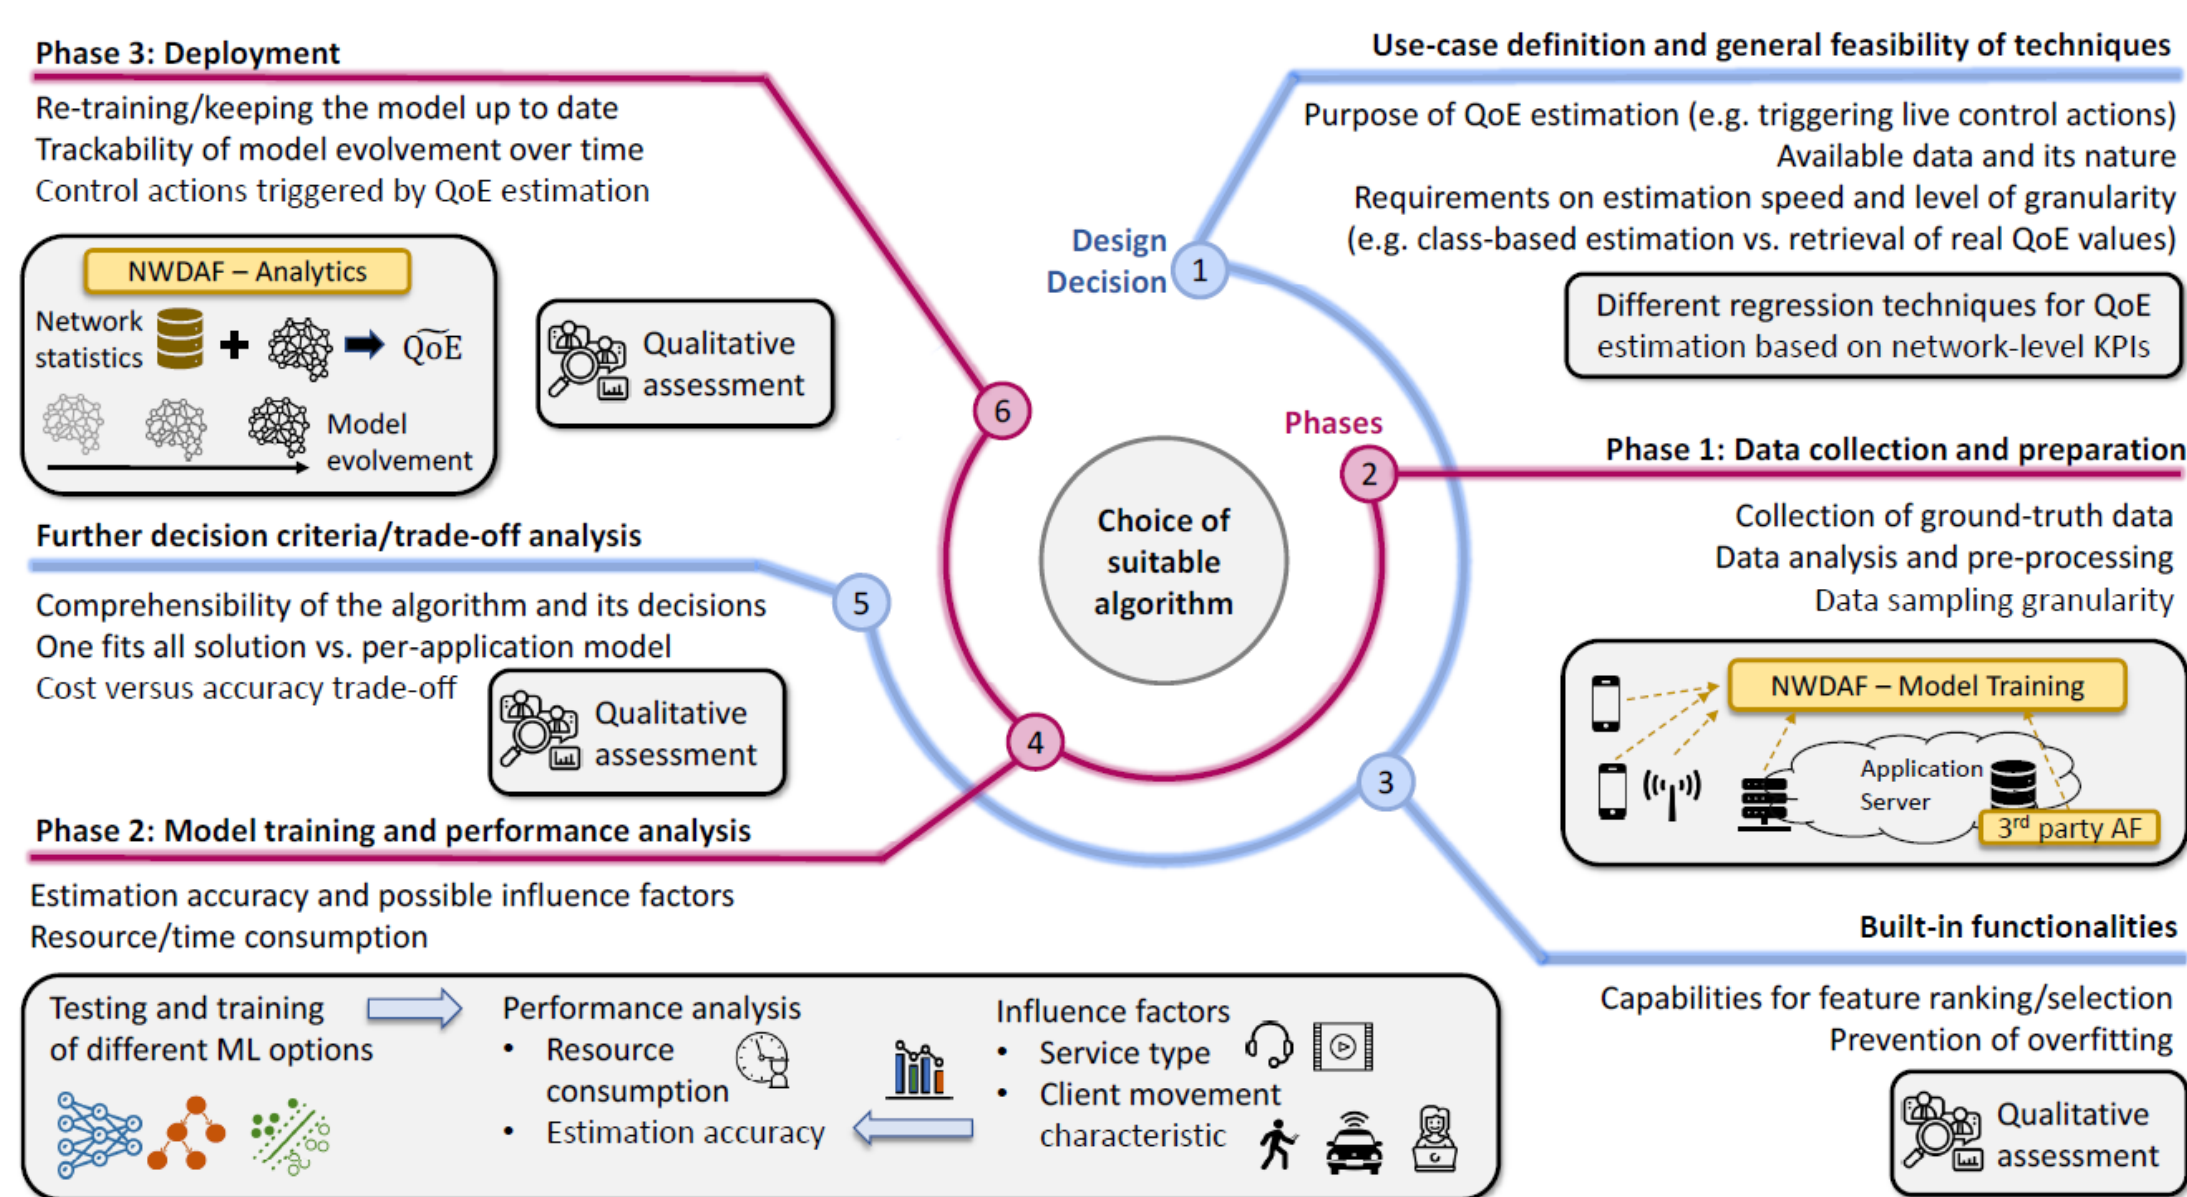 Phase 3: Deployment
Re-training/keeping the model up to date
Trackability of model evolvement over time
Control actions triggered by QoE estimation
NWDAF – Analytics
Network
statistics
QoE
Model
evolvement
Qualitative
assessment
Use-case definition and general feasibility of techniques
Purpose of QoE estimation (e.g. triggering live control actions)
Available data and its nature
Requirements on estimation speed and level of granularity
(e.g. class-based estimation vs. retrieval of real QoE values)
Different regression techniques for QoE
estimation based on network-level KPIs
Design
Decision
1
Phases
2
6
Choice of
suitable
algorithm
5
4
3
Phase 1: Data collection and preparation
Collection of ground-truth data
Data analysis and pre-processing
Data sampling granularity
NWDAF – Model Training
Application
Server
3rd party AF
Further decision criteria/trade-off analysis
Comprehensibility of the algorithm and its decisions
One fits all solution vs. per-application model
Cost versus accuracy trade-off
Qualitative
assessment
Phase 2: Model training and performance analysis
Estimation accuracy and possible influence factors
Resource/time consumption
Testing and training
of different ML options
Performance analysis
• Resource
consumption
• Estimation accuracy
Influence factors
• Service type
• Client movement
characteristic
Built-in functionalities
Capabilities for feature ranking/selection
Prevention of overfitting
Qualitative
assessment